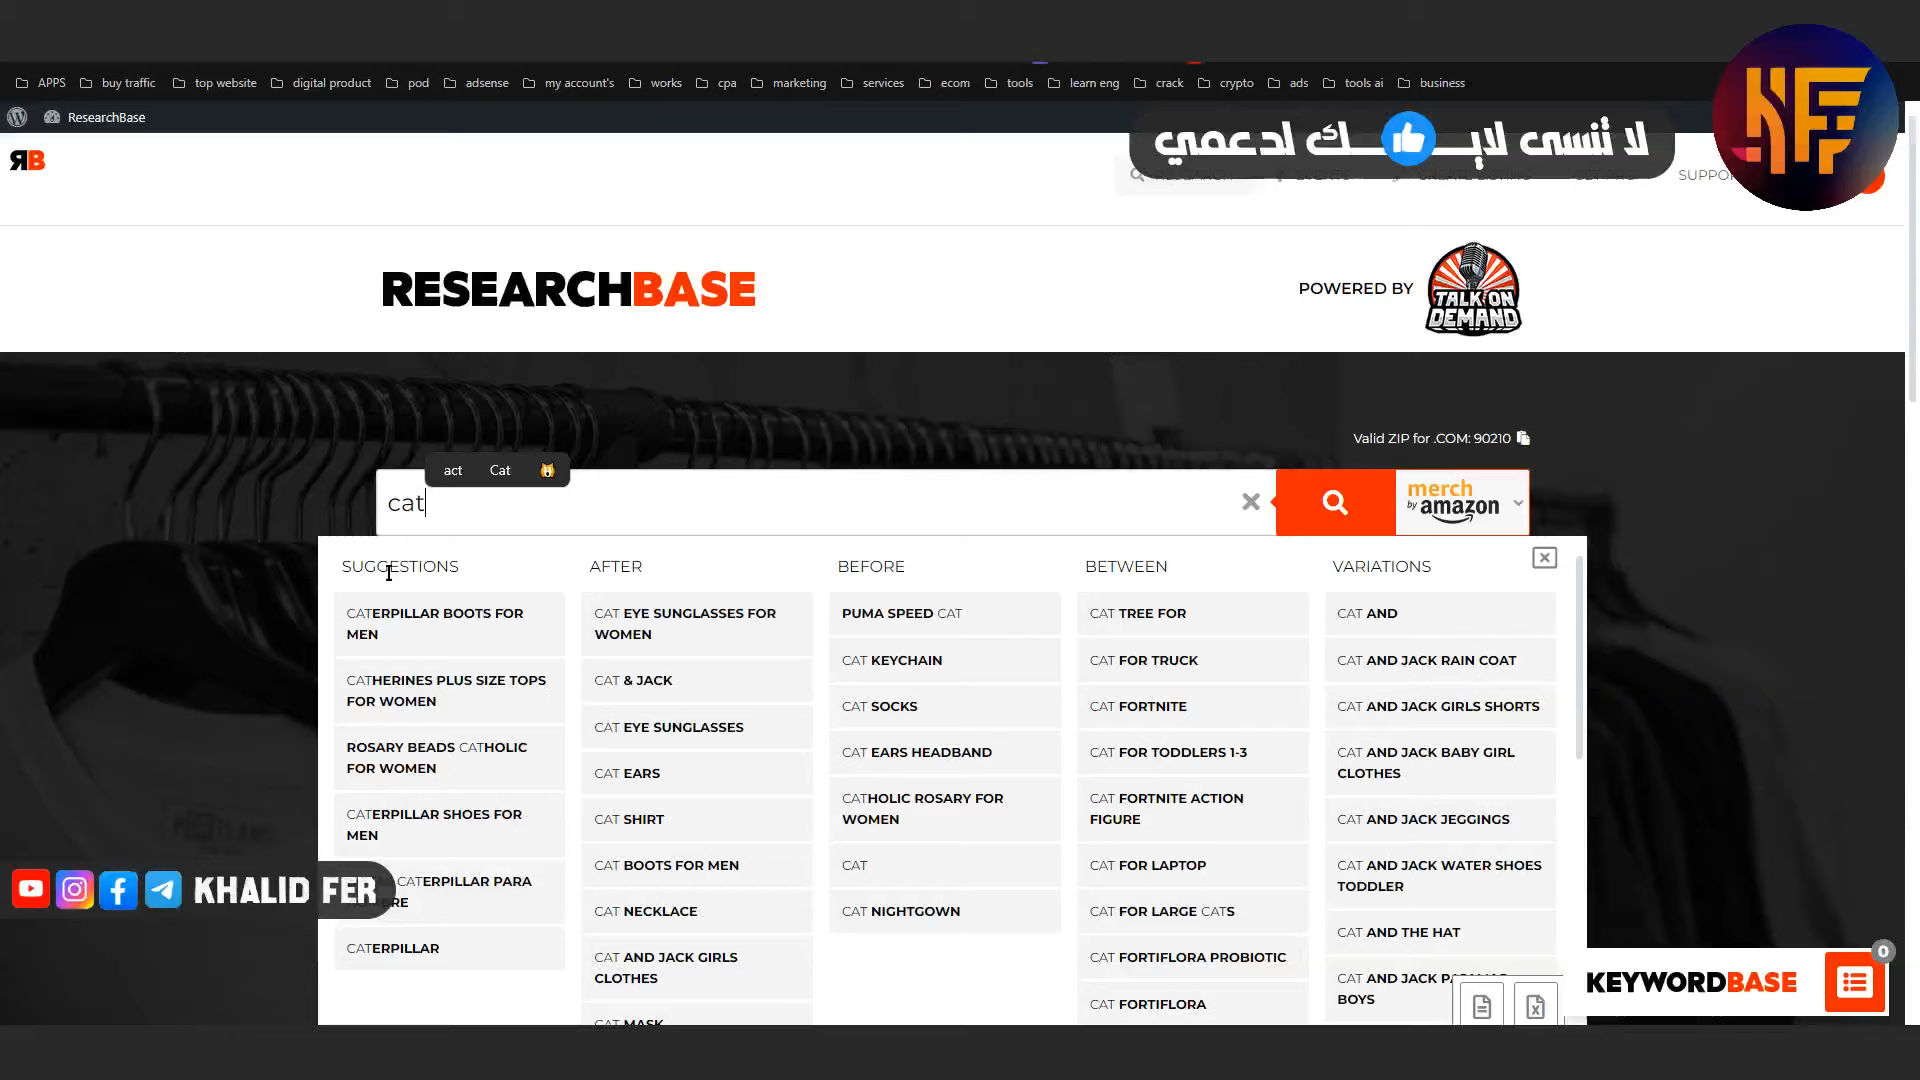 APPS buy traffic top website digital product pod adsense my account's works cpa marketing services ecom tools learn eng crack crypto ads tools ai business
ResearchBase
RB
لا تنسى لايـــك لدعمي
SUPPOR
RESEARCHBASE
POWERED BY
TALK ON
DEMAND
Valid ZIP for .COM: 90210
act Cat
cat
merch
by amazon
SUGGESTIONS
CATERPILLAR BOOTS FOR
MEN
CATHERINES PLUS SIZE TOPS
FOR WOMEN
ROSARY BEADS CATHOLIC
FOR WOMEN
CATERPILLAR SHOES FOR
MEN
CATERPILLAR PARA
CATERPILLAR
AFTER
CAT EYE SUNGLASSES FOR
WOMEN
CAT & JACK
CAT EYE SUNGLASSES
CAT EARS
CAT SHIRT
CAT BOOTS FOR MEN
CAT NECKLACE
CAT AND JACK GIRLS
CLOTHES
CAT MASK
BEFORE
PUMA SPEED CAT
CAT KEYCHAIN
CAT SOCKS
CAT EARS HEADBAND
CATHOLIC ROSARY FOR
WOMEN
CAT
CAT NIGHTGOWN
BETWEEN
CAT TREE FOR
CAT FOR TRUCK
CAT FORTNITE
CAT FOR TODDLERS 1-3
CAT FORTNITE ACTION
FIGURE
CAT FOR LAPTOP
CAT FOR LARGE CATS
CAT FORTIFLORA PROBIOTIC
CAT FORTIFLORA
VARIATIONS
CAT AND
CAT AND JACK RAIN COAT
CAT AND JACK GIRLS SHORTS
CAT AND JACK BABY GIRL
CLOTHES
CAT AND JACK JEGGINGS
CAT AND JACK WATER SHOES
TODDLER
CAT AND THE HAT
CAT AND JACK
BOYS
KHALID FER
0
KEYWORDBASE